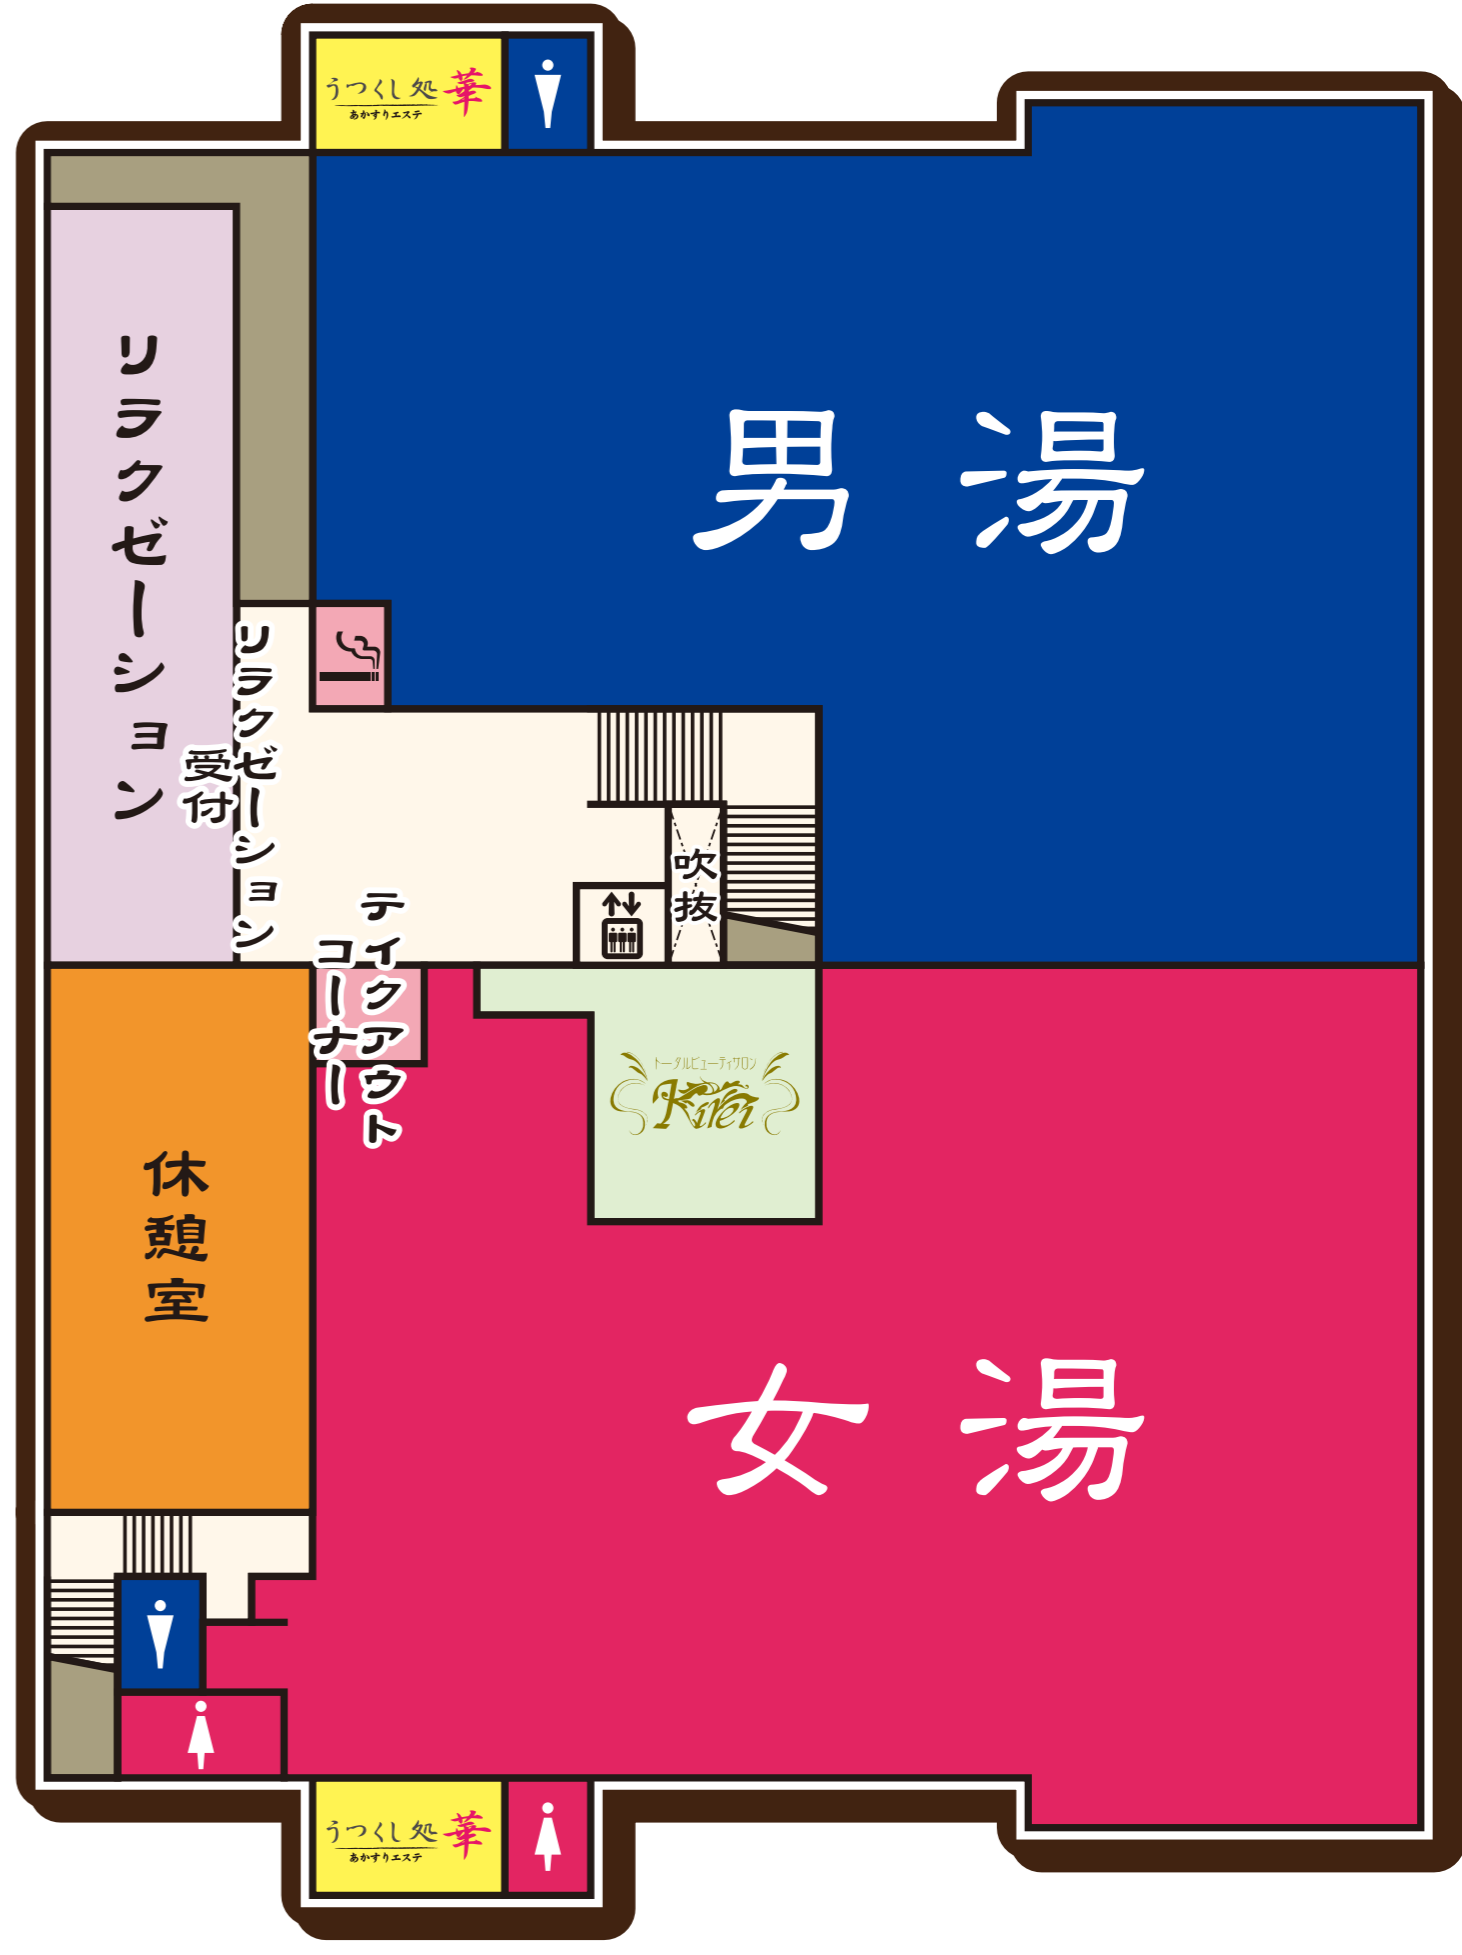 うつくし処 華
あかすりエステ
男湯
リラクゼーション
リラクゼーション
受付
吹抜
テイクアウト
コーナー
トータルビューティサロン
Kirei
休憩室
女湯
うつくし処 華
あかすりエステ